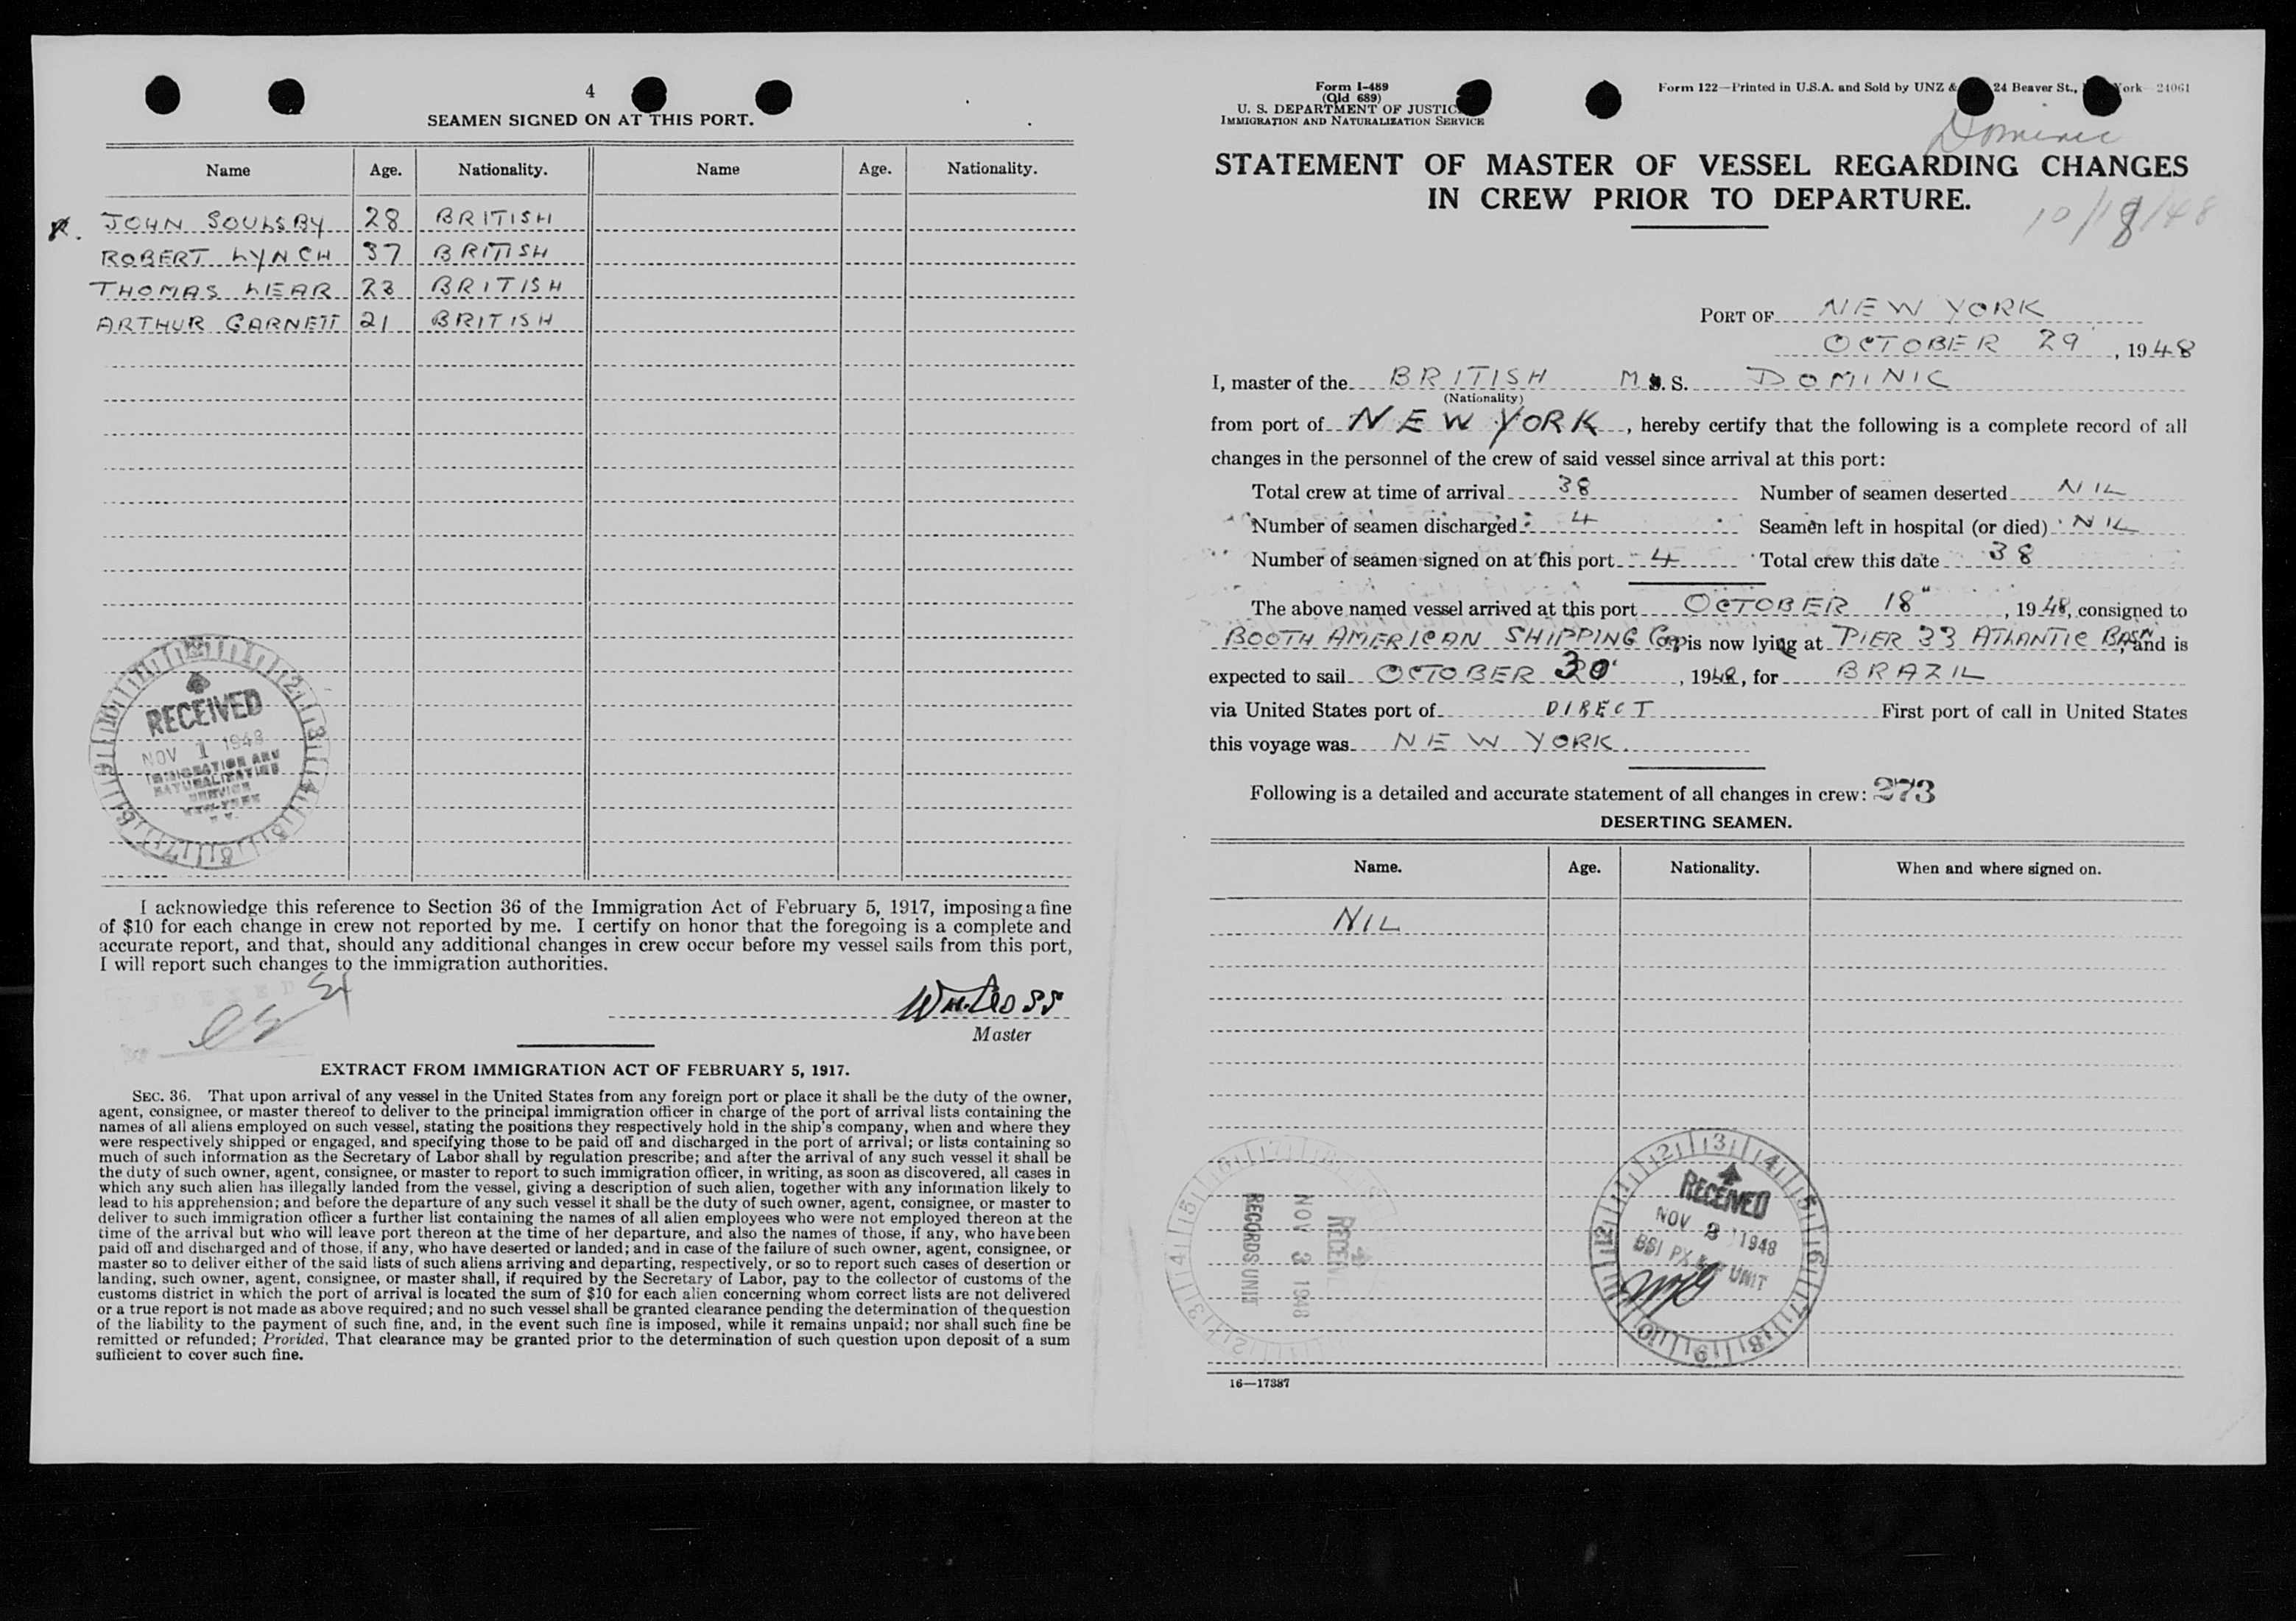 4
SEAMEN SIGNED ON AT THIS PORT.
Name Age. Nationality. Name Age. Nationality.
JOHN SOULSBY 28 BRITISH
ROBERT LYNCH 37 BRITISH
THOMAS LEAR 23 BRITISH
ARTHUR GARNETT 21 BRITISH
RECEIVED
NOV 1 1948
IMMIGRATION AND
NATURALIZATION
SERVICE
NEW YORK
N. Y.
I acknowledge this reference to Section 36 of the Immigration Act of February 5, 1917, imposing a fine
of $10 for each change in crew not reported by me. I certify on honor that the foregoing is a complete and
accurate report, and that, should any additional changes in crew occur before my vessel sails from this port,
I will report such changes to the immigration authorities.
Master
EXTRACT FROM IMMIGRATION ACT OF FEBRUARY 5, 1917.
SEC. 36. That upon arrival of any vessel in the United States from any foreign port or place it shall be the duty of the owner,
agent, consignee, or master thereof to deliver to the principal immigration officer in charge of the port of arrival lists containing the
names of all aliens employed on such vessel, stating the positions they respectively hold in the ship's company, when and where they
were respectively shipped or engaged, and specifying those to be paid off and discharged in the port of arrival; or lists containing so
much of such information as the Secretary of Labor shall by regulation prescribe; and after the arrival of any such vessel it shall be
the duty of such owner, agent, consignee, or master to report to such immigration officer, in writing, as soon as discovered, all cases in
which any such alien has illegally landed from the vessel, giving a description of such alien, together with any information likely to
lead to his apprehension; and before the departure of any such vessel it shall be the duty of such owner, agent, consignee, or master to
deliver to such immigration officer a further list containing the names of all alien employees who were not employed thereon at the
time of the arrival but who will leave port thereon at the time of her departure, and also the names of those, if any, who have been
paid off and discharged and of those, if any, who have deserted or landed; and in case of the failure of such owner, agent, consignee, or
master so to deliver either of the said lists of such aliens arriving and departing, respectively, or so to report such cases of desertion or
landing, such owner, agent, consignee, or master shall, if required by the Secretary of Labor, pay to the collector of customs of the
customs district in which the port of arrival is located the sum of $10 for each alien concerning whom correct lists are not delivered
or a true report is not made as above required; and no such vessel shall be granted clearance pending the determination of the question
of the liability to the payment of such fine, and, in the event such fine is imposed, while it remains unpaid; nor shall such fine be
remitted or refunded; Provided, That clearance may be granted prior to the determination of such question upon deposit of a sum
sufficient to cover such fine.
Form I-489
(Old 689)
U. S. DEPARTMENT OF JUSTIC
IMMIGRATION AND NATURALIZATION SERVICE
Form 122—Printed in U.S.A. and Sold by UNZ & 24 Beaver St., York 24061
Dominic
STATEMENT OF MASTER OF VESSEL REGARDING CHANGES
IN CREW PRIOR TO DEPARTURE.
10/18/48
PORT OF NEW YORK
OCTOBER 29, 1948
I, master of the BRITISH M. S. DOMINIC
(Nationality)
from port of NEW YORK, hereby certify that the following is a complete record of all
changes in the personnel of the crew of said vessel since arrival at this port:
Total crew at time of arrival 38 Number of seamen deserted NIL
Number of seamen discharged 4 Seamen left in hospital (or died) NIL
Number of seamen signed on at this port 4 Total crew this date 38
The above named vessel arrived at this port OCTOBER 18", 1948, consigned to
BOOTH AMERICAN SHIPPING Corp is now lying at PIER 33 ATLANTIC BASN, and is
expected to sail OCTOBER 30, 1948, for BRAZIL
via United States port of DIRECT First port of call in United States
this voyage was NEW YORK.
Following is a detailed and accurate statement of all changes in crew: 273
DESERTING SEAMEN.
Name. Age. Nationality. When and where signed on.
NIL
RECEIVED
NOV 3 1948
RECORDS UNIT
RECEIVED
NOV 3 1948
BSI PX UNIT
16—17387